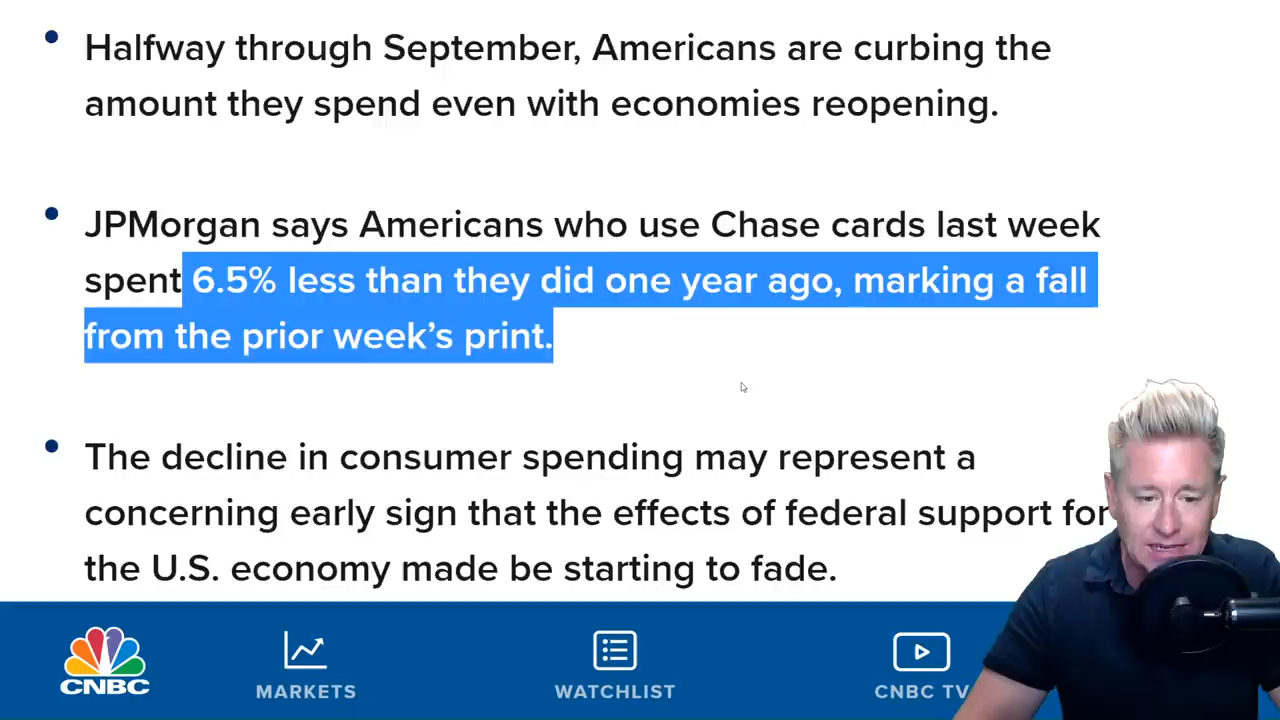 Halfway through September, Americans are curbing the
amount they spend even with economies reopening.
JPMorgan says Americans who use Chase cards last week
spent 6.5% less than they did one year ago, marking a fall
from the prior week’s print.
The decline in consumer spending may represent a
concerning early sign that the effects of federal support for
the U.S. economy made be starting to fade.
CNBC
MARKETS
WATCHLIST
CNBC TV